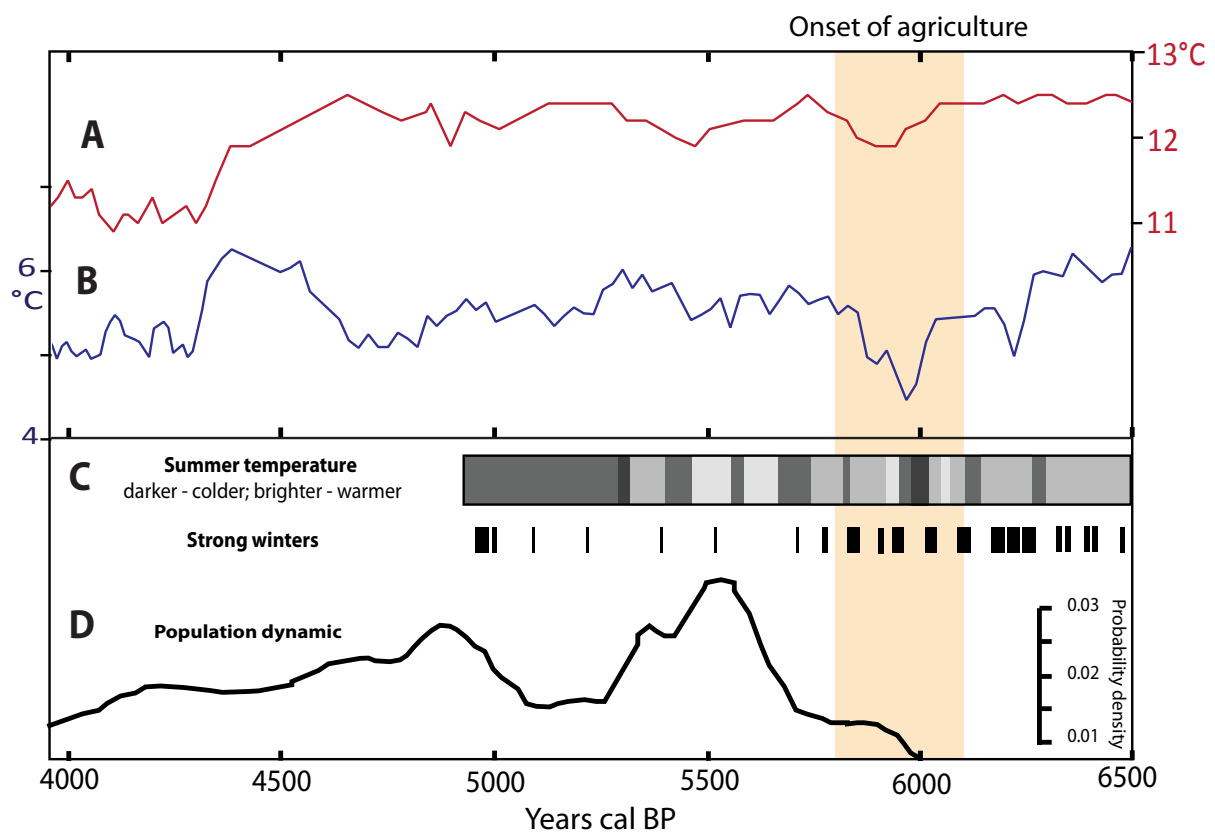 Onset of agriculture
13°C
A
12
11
B
6
°C
4
C
Summer temperature
darker - colder; brighter - warmer
Strong winters
D
Population dynamic
0.03
0.02
0.01
Probability density
4000
4500
5000
5500
6000
6500
Years cal BP